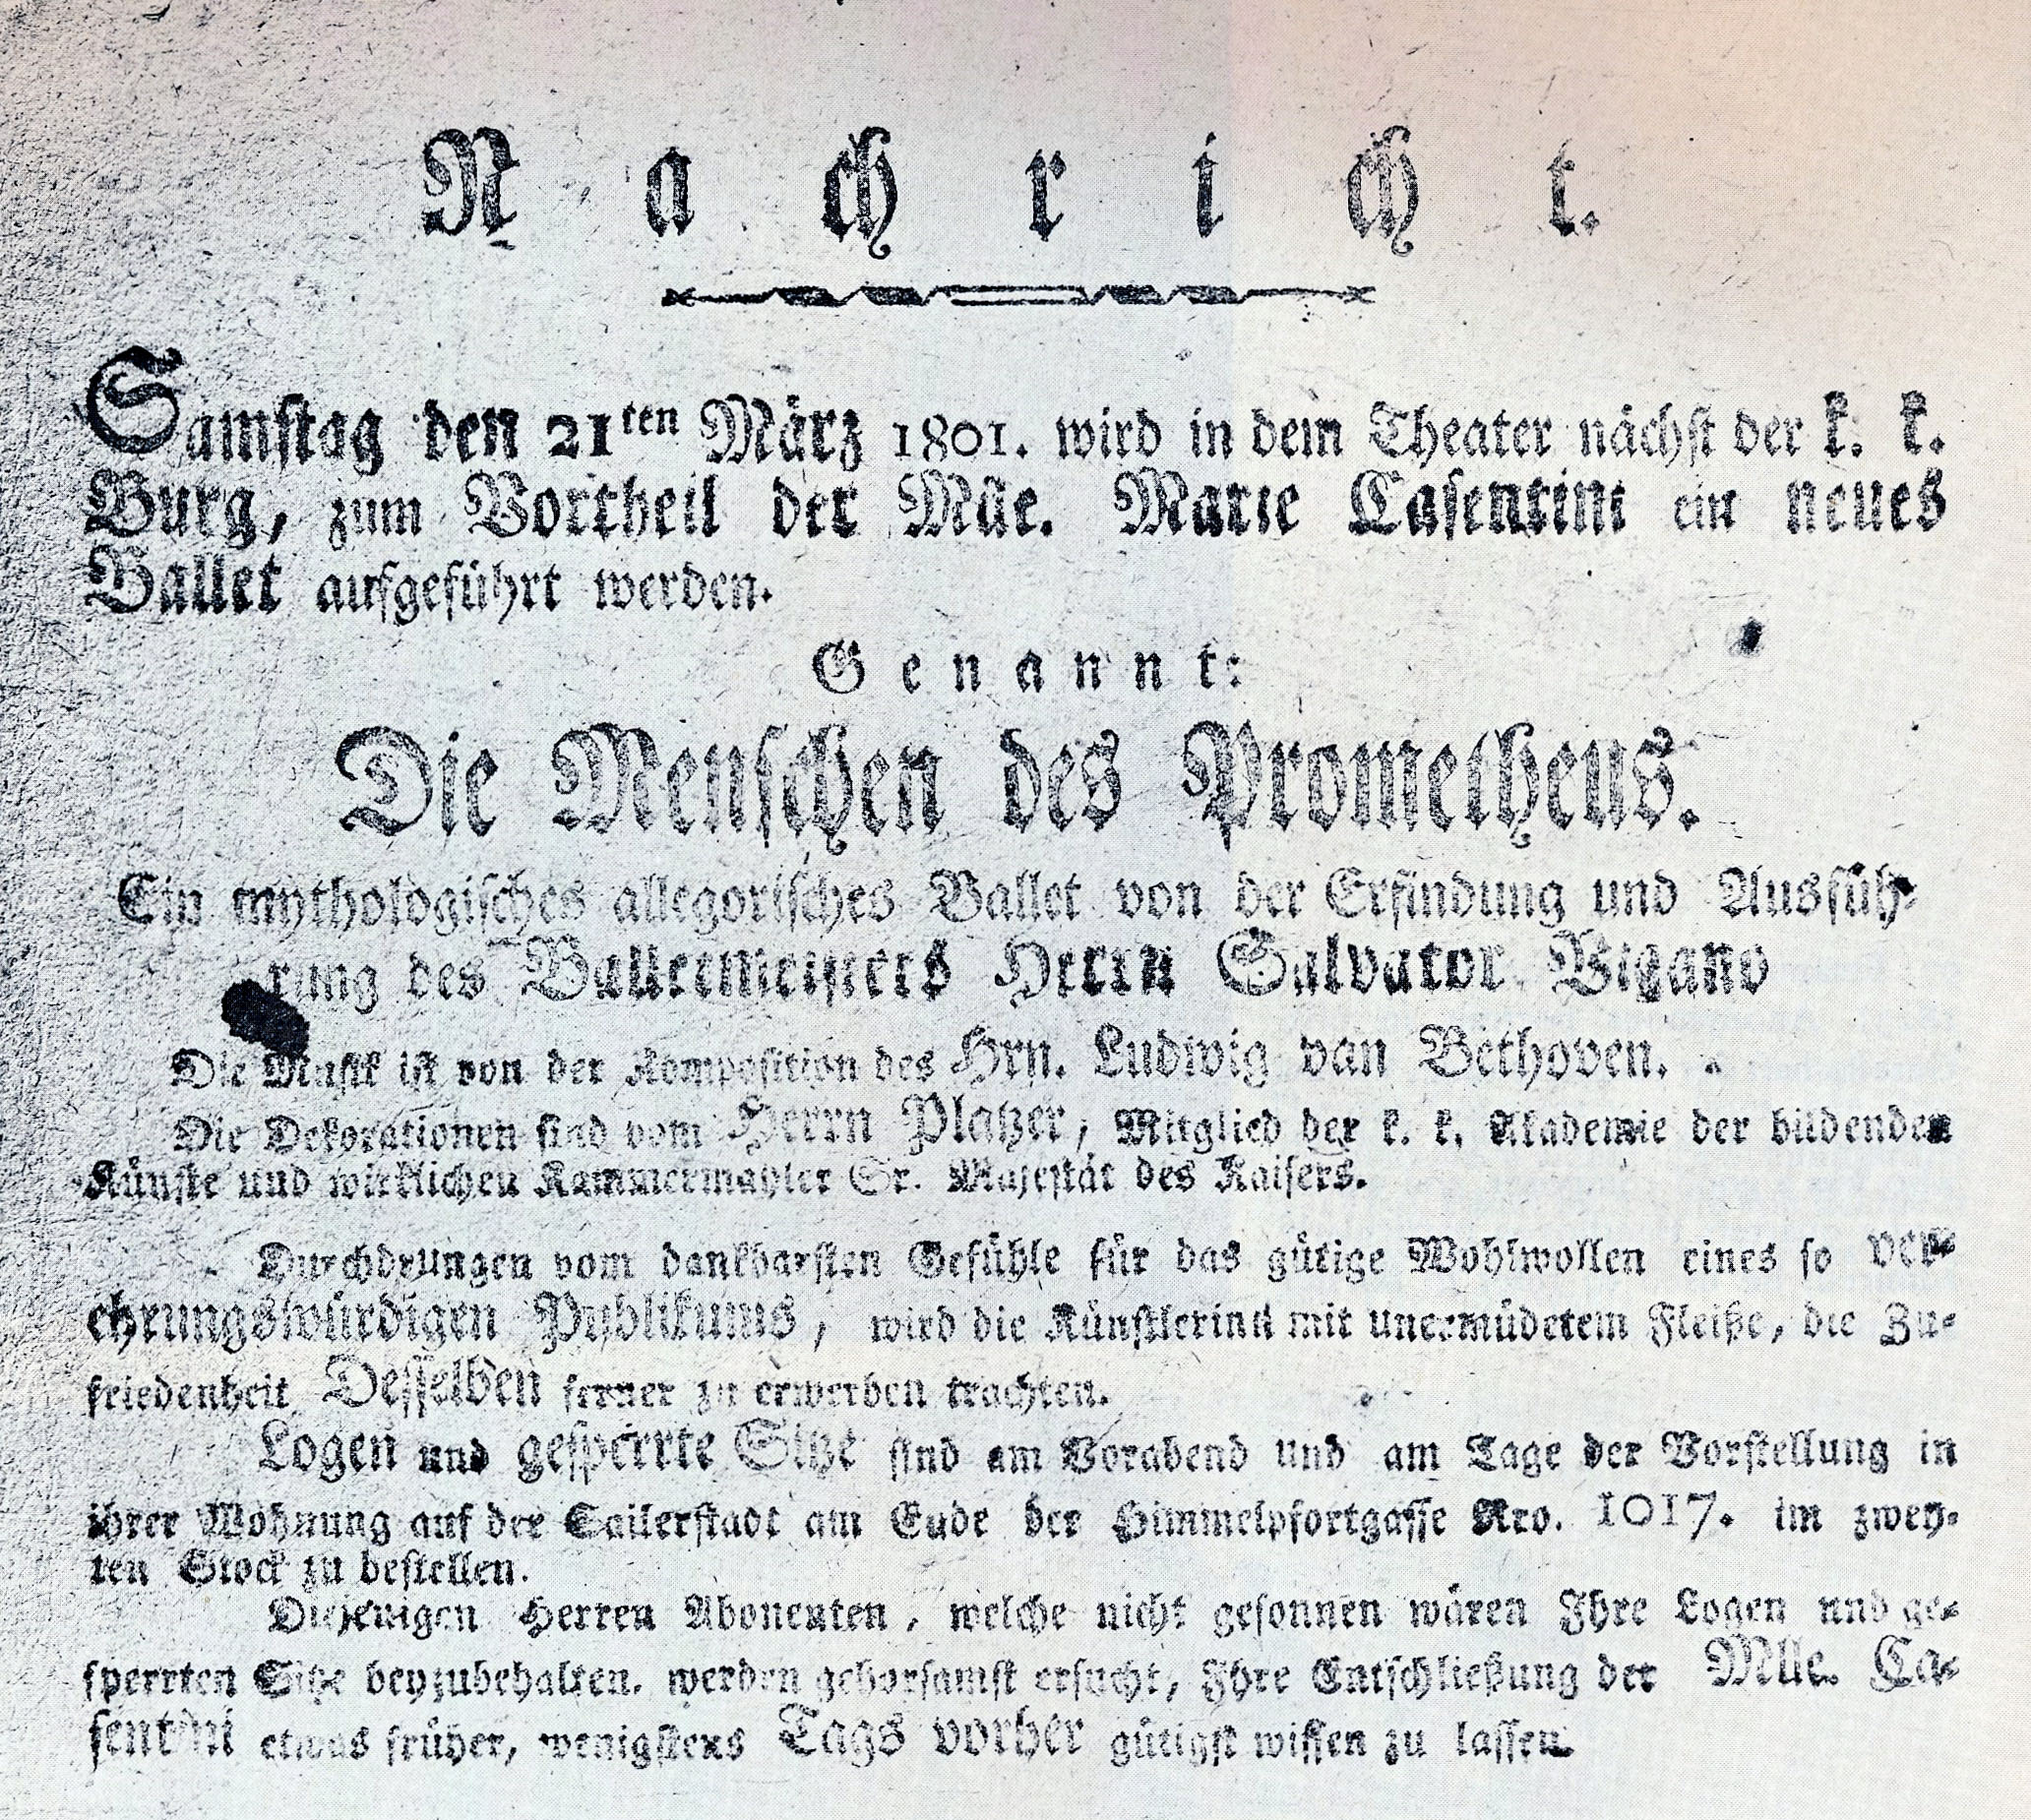 Nachricht.
Samstag den 21ten März 1801. wird in dem Theater nächst der k. k.
Burg, zum Vortheil der Mlle. Marie Casentini ein neues
Ballet aufgeführt werden.
Genannt:
Die Menschen des Prometheus.
Ein mythologisches allegorisches Ballet von der Erfindung und Ausfüh-
rung des Balletmeisters Herrn Salvator Vigano
Die Musik ist von der Komposition des Hrn. Ludwig van Bethoven.
Die Dekorationen sind vom Herrn Platzer, Mitglied der k. k. Akademie der bildenden
Künste und wirklichen Kammermahler Sr. Majestät des Kaisers.
Durchdrungen vom dankbarsten Gefühle für das gütige Wohlwollen eines so ver-
ehrungswürdigen Publikums, wird die Künstlerinn mit unermüdetem Fleiße, die Zu-
friedenheit Desselben ferner zu erwerben trachten.
Logen und gesperrte Sitze sind am Vorabend und am Tage der Vorstellung in
ihrer Wohnung auf der Sailerstadt am Ende der Himmelpfortgasse Nro. 1017. im zwey-
ten Stock zu bestellen.
Diejenigen Herren Abonenten, welche nicht gesonnen wären Ihre Logen und ge-
sperrten Sitze beyzubehalten. werden gehorsamst ersucht, Ihre Entschließung der Mlle. Ca-
sentini etwas früher, wenigstens Tags vorher gütigst wissen zu lassen.